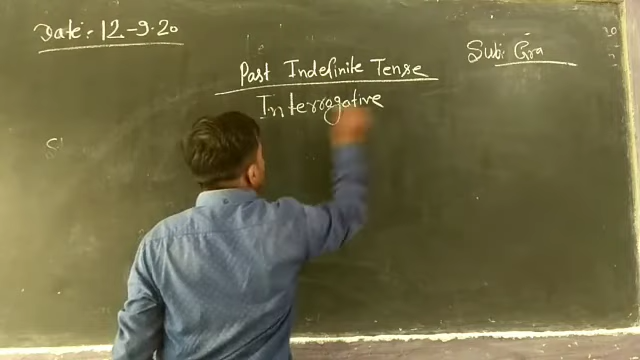 Date:- 12-9-20
Sub: Gra
Past Indefinite Tense
Interrogative